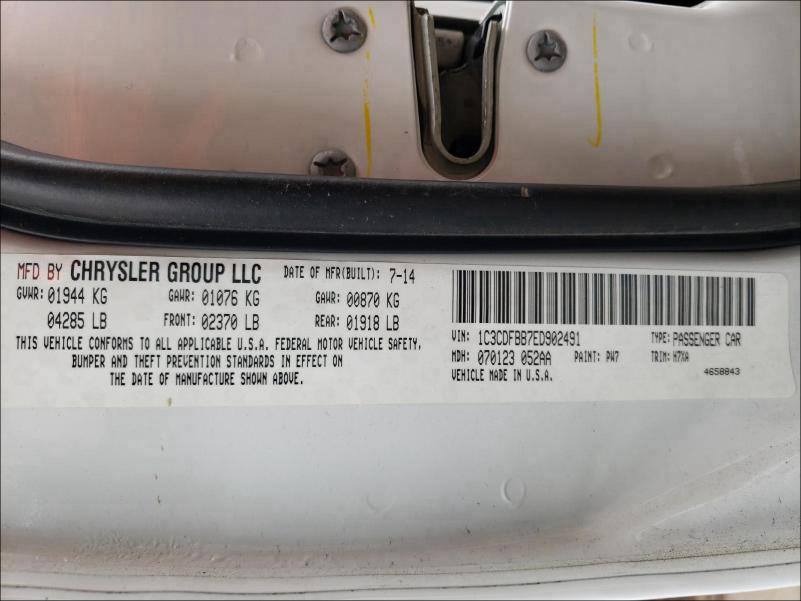 MFD BY CHRYSLER GROUP LLC DATE OF MFR(BUILT): 7-14
GVWR: 01944 KG GAWR: 01076 KG GAWR: 00870 KG
04285 LB FRONT: 02370 LB REAR: 01918 LB
THIS VEHICLE CONFORMS TO ALL APPLICABLE U.S.A. FEDERAL MOTOR VEHICLE SAFETY,
BUMPER AND THEFT PREVENTION STANDARDS IN EFFECT ON
THE DATE OF MANUFACTURE SHOWN ABOVE.
VIN: 1C3CDFBB7ED902491 TYPE: PASSENGER CAR
MDH: 070123 052AA PAINT: PW7 TRIM: H7XA
VEHICLE MADE IN U.S.A. 4658843